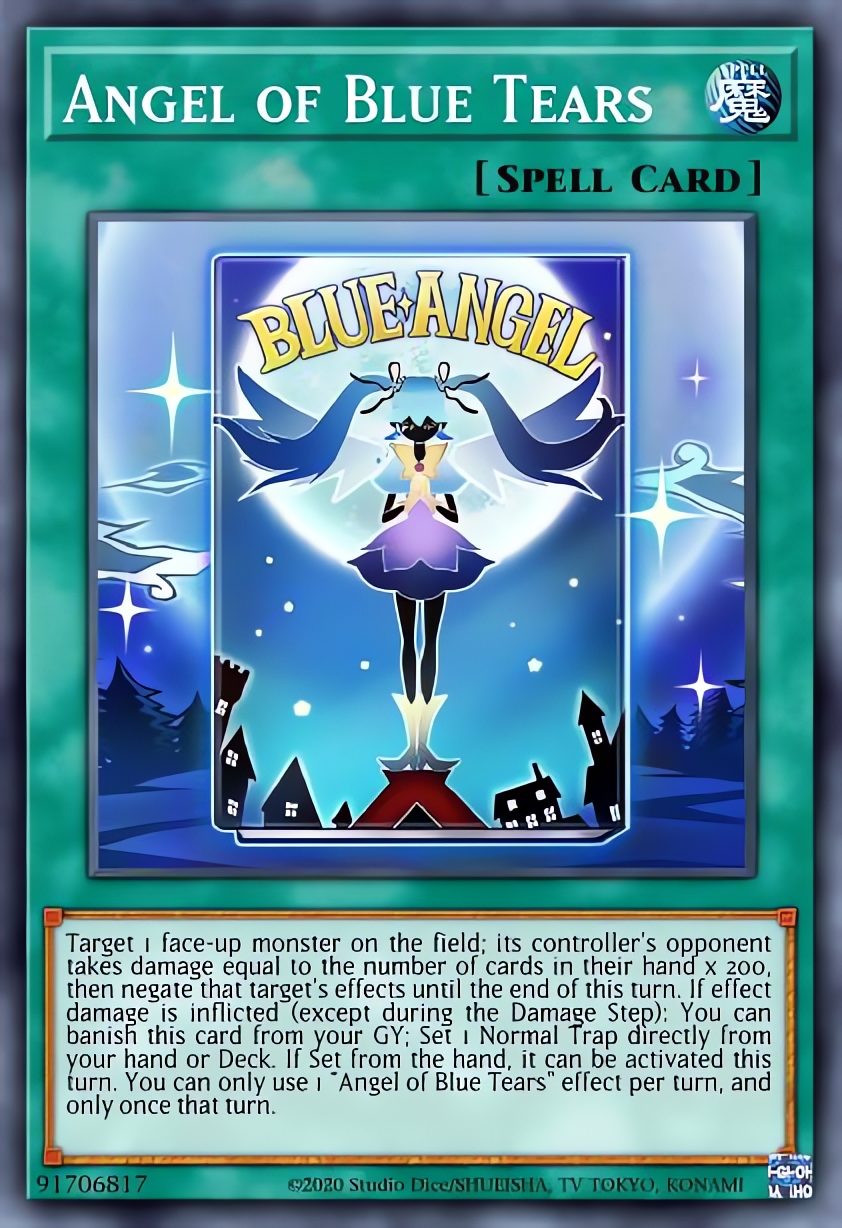 Angel of Blue Tears
魔
[Spell Card]
BLUE ANGEL
Target 1 face-up monster on the field; its controller's opponent
takes damage equal to the number of cards in their hand x 200,
then negate that target's effects until the end of this turn. If effect
damage is inflicted (except during the Damage Step): You can
banish this card from your GY; Set 1 Normal Trap directly from
your hand or Deck. If Set from the hand, it can be activated this
turn. You can only use 1 "Angel of Blue Tears" effect per turn, and
only once that turn.
91706817
©2020 Studio Dice/SHUEISHA, TV TOKYO, KONAMI